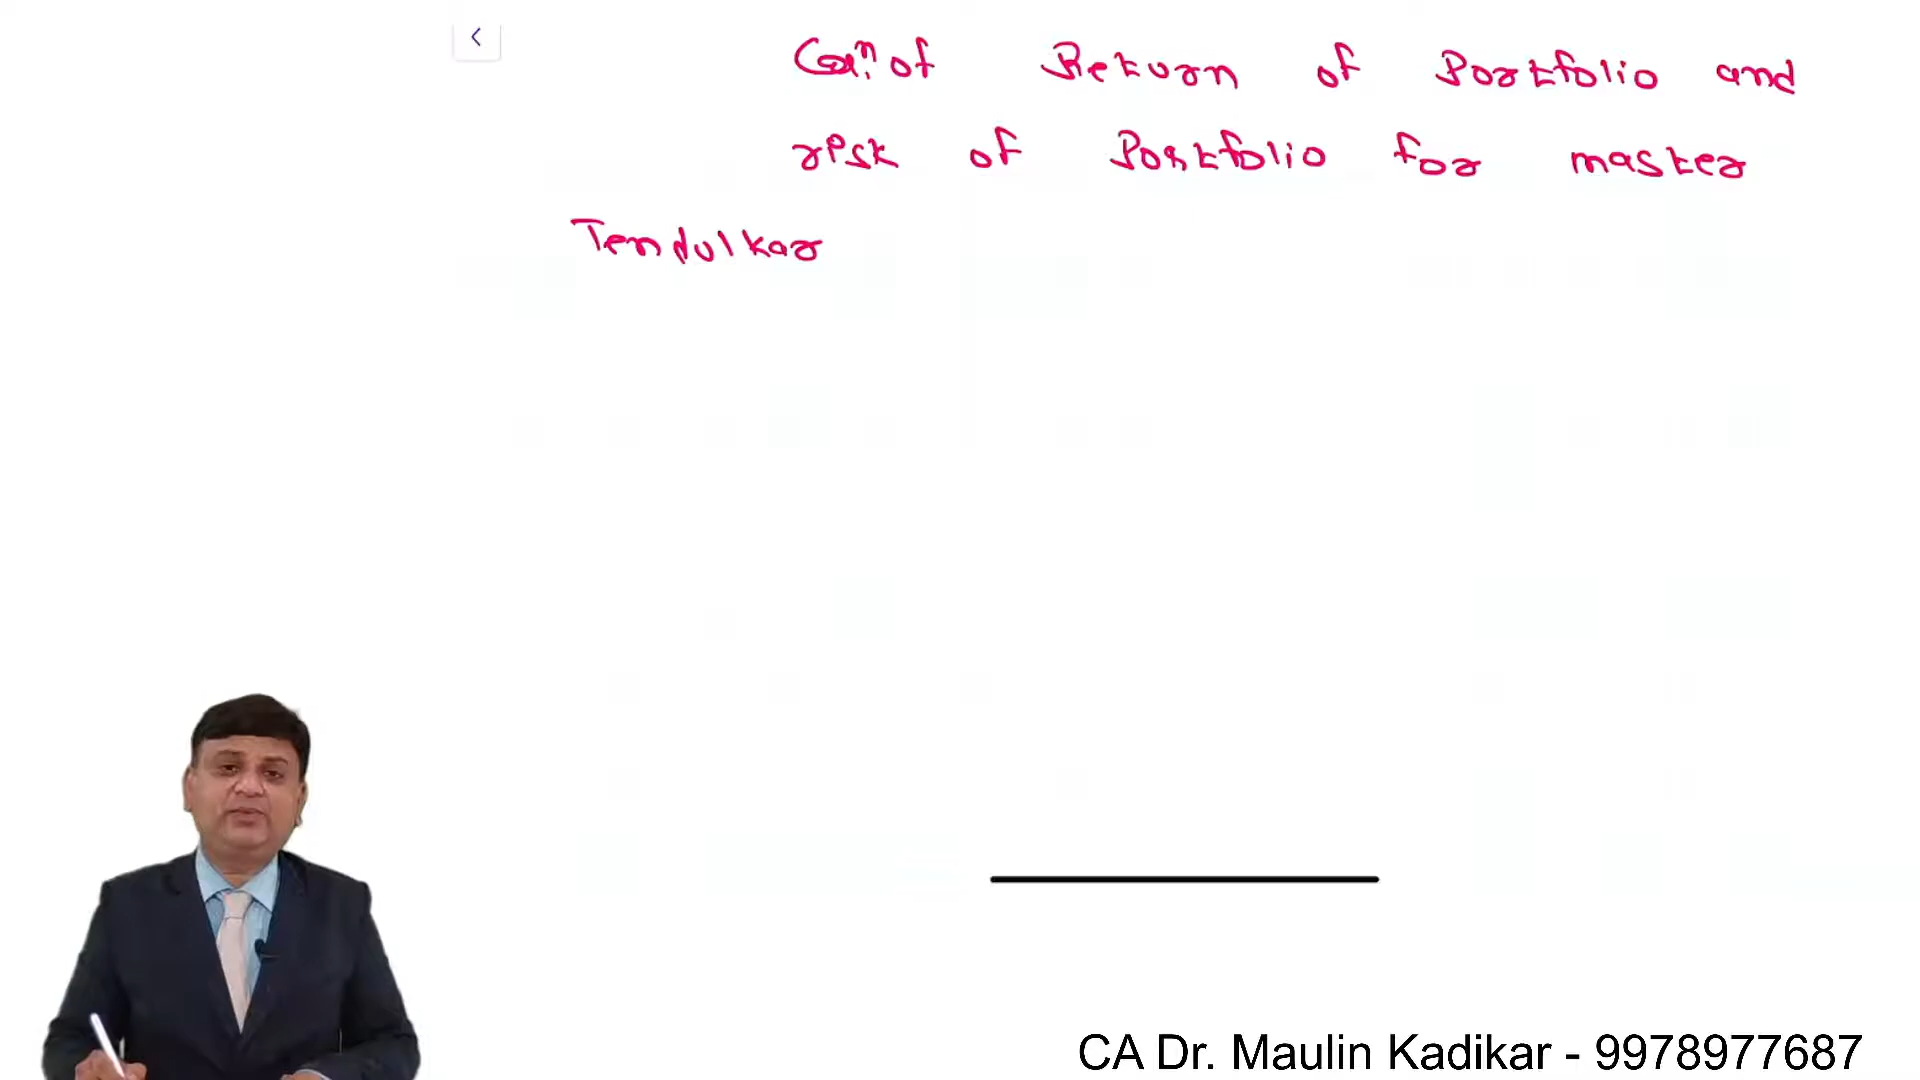 Caln of Return of Portfolio and
risk of Portfolio for master
Tendulkar
CA Dr. Maulin Kadikar - 9978977687